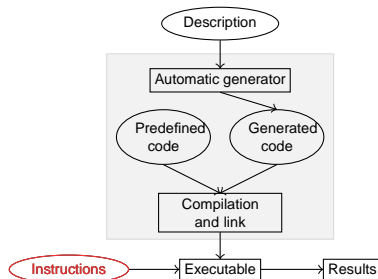 Description
Automatic generator
Predefined
code
Generated
code
Compilation
and link
Instructions
Executable
Results